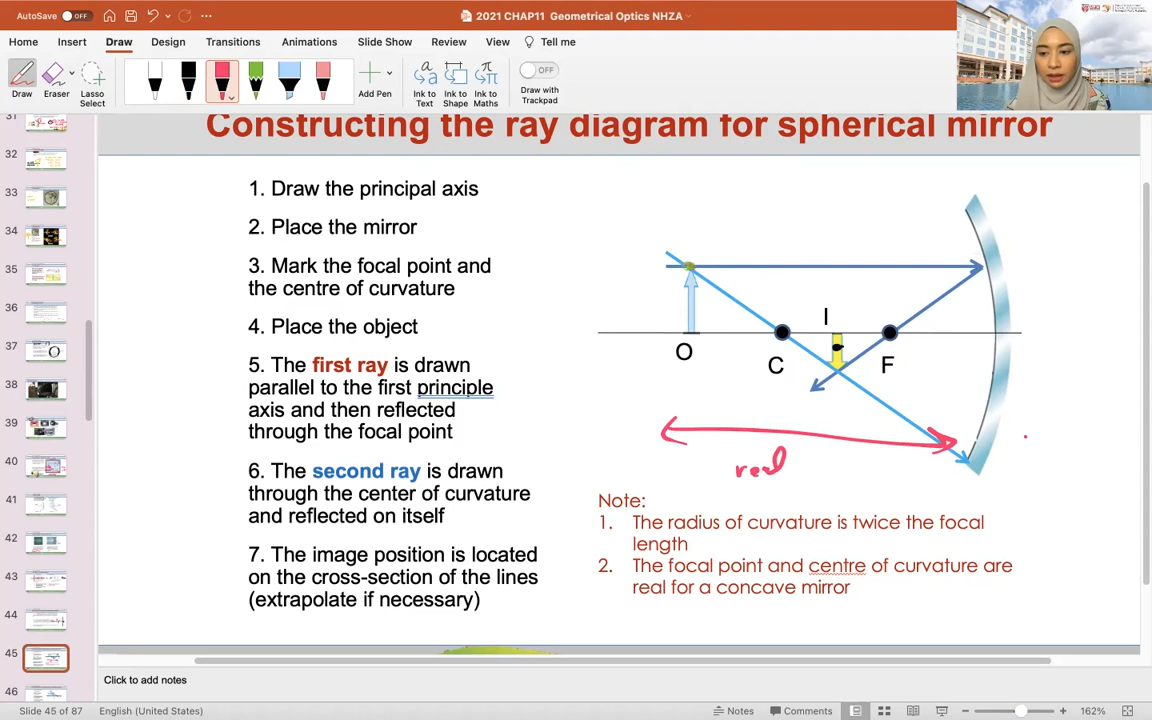 AutoSave OFF
2021 CHAP11 Geometrical Optics NHZA
Home Insert Draw Design Transitions Animations Slide Show Review View Tell me
Draw Eraser Lasso Select Add Pen Ink to Text Ink to Shape Ink to Maths OFF Draw with Trackpad
Constructing the ray diagram for spherical mirror
1. Draw the principal axis
2. Place the mirror
3. Mark the focal point and
the centre of curvature
4. Place the object
5. The first ray is drawn
parallel to the first principle
axis and then reflected
through the focal point
6. The second ray is drawn
through the center of curvature
and reflected on itself
7. The image position is located
on the cross-section of the lines
(extrapolate if necessary)
I
O
C
F
real
Note:
1. The radius of curvature is twice the focal
length
2. The focal point and centre of curvature are
real for a concave mirror
31
32
33
34
35
36
37
38
39
40
41
42
43
44
45
46
Click to add notes
Slide 45 of 87 English (United States) Notes Comments 162%